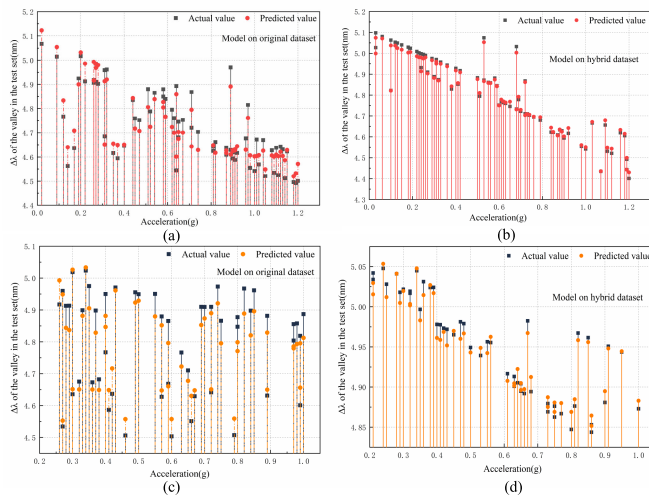 Actual value Predicted value
Model on original dataset
Δλ of the valley in the test set(nm)
5.2
5.1
5.0
4.9
4.8
4.7
4.6
4.5
4.4
0.0 0.2 0.4 0.6 0.8 1.0 1.2
Acceleration(g)
(a)
Actual value Predicted value
Model on hybrid dataset
Δλ of the valley in the test set(nm)
5.2
5.1
5.0
4.9
4.8
4.7
4.6
4.5
4.4
4.3
0.0 0.2 0.4 0.6 0.8 1.0 1.2
Acceleration(g)
(b)
Actual value Predicted value
Model on original dataset
Δλ of the valley in the test set(nm)
5.1
5.0
4.9
4.8
4.7
4.6
4.5
0.2 0.3 0.4 0.5 0.6 0.7 0.8 0.9 1.0
Acceleration(g)
(c)
Actual value Predicted value
Model on hybrid dataset
Δλ of the valley in the test set(nm)
5.05
5.00
4.95
4.90
4.85
0.2 0.3 0.4 0.5 0.6 0.7 0.8 0.9 1.0
Acceleration(g)
(d)